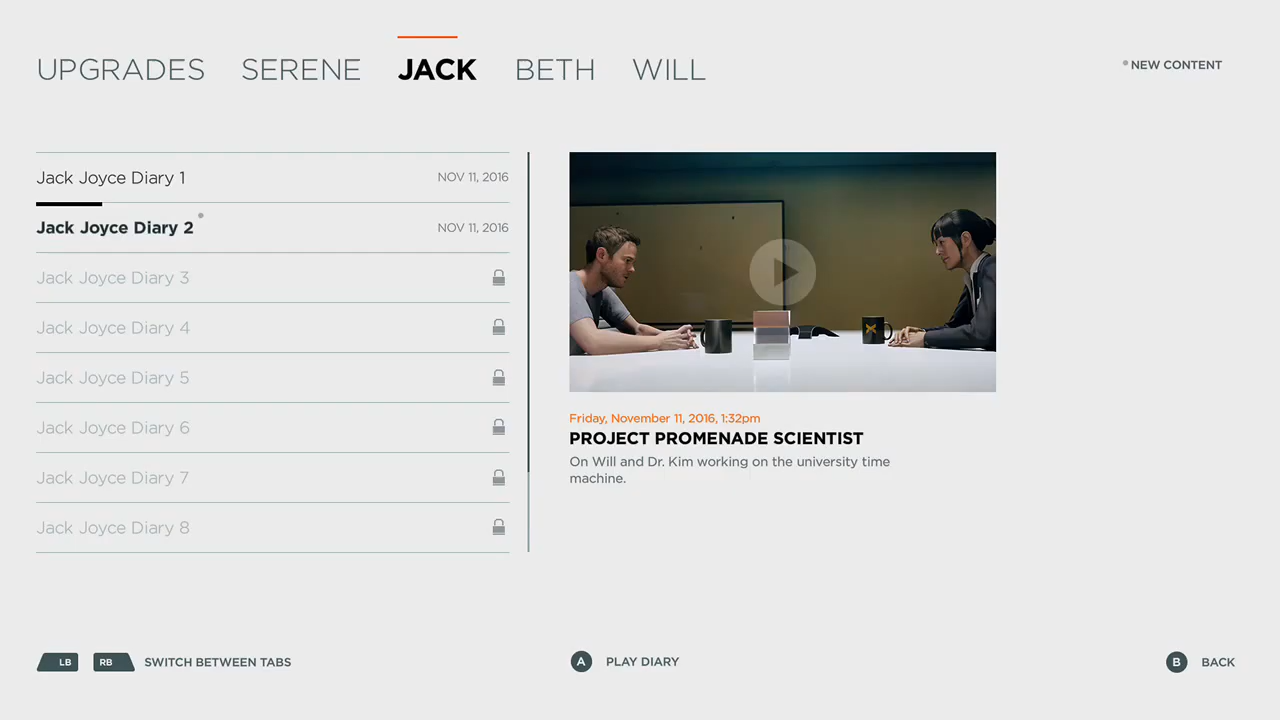 UPGRADES SERENE JACK BETH WILL
NEW CONTENT
Jack Joyce Diary 1 NOV 11, 2016
Jack Joyce Diary 2 NOV 11, 2016
Jack Joyce Diary 3
Jack Joyce Diary 4
Jack Joyce Diary 5
Jack Joyce Diary 6
Jack Joyce Diary 7
Jack Joyce Diary 8
Friday, November 11, 2016, 1:32pm
PROJECT PROMENADE SCIENTIST
On Will and Dr. Kim working on the university time
machine.
LB RB SWITCH BETWEEN TABS
A PLAY DIARY
B BACK